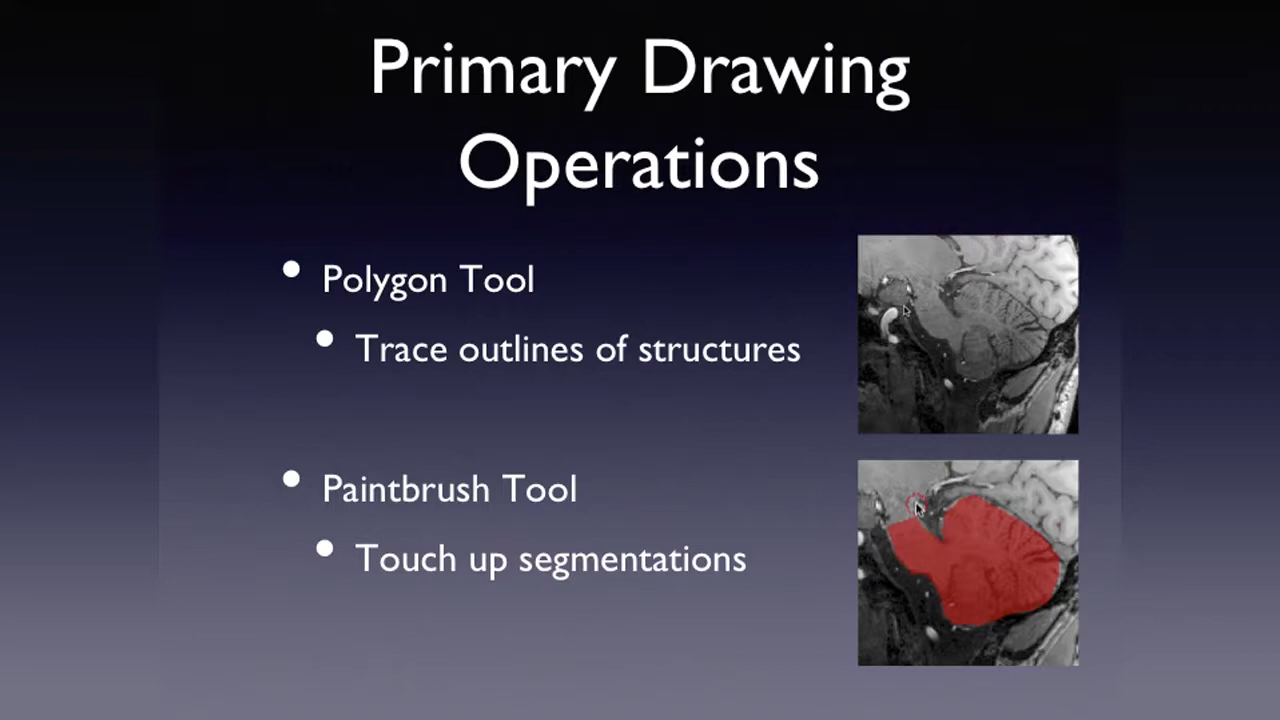 Primary Drawing
Operations
• Polygon Tool
• Trace outlines of structures
• Paintbrush Tool
• Touch up segmentations